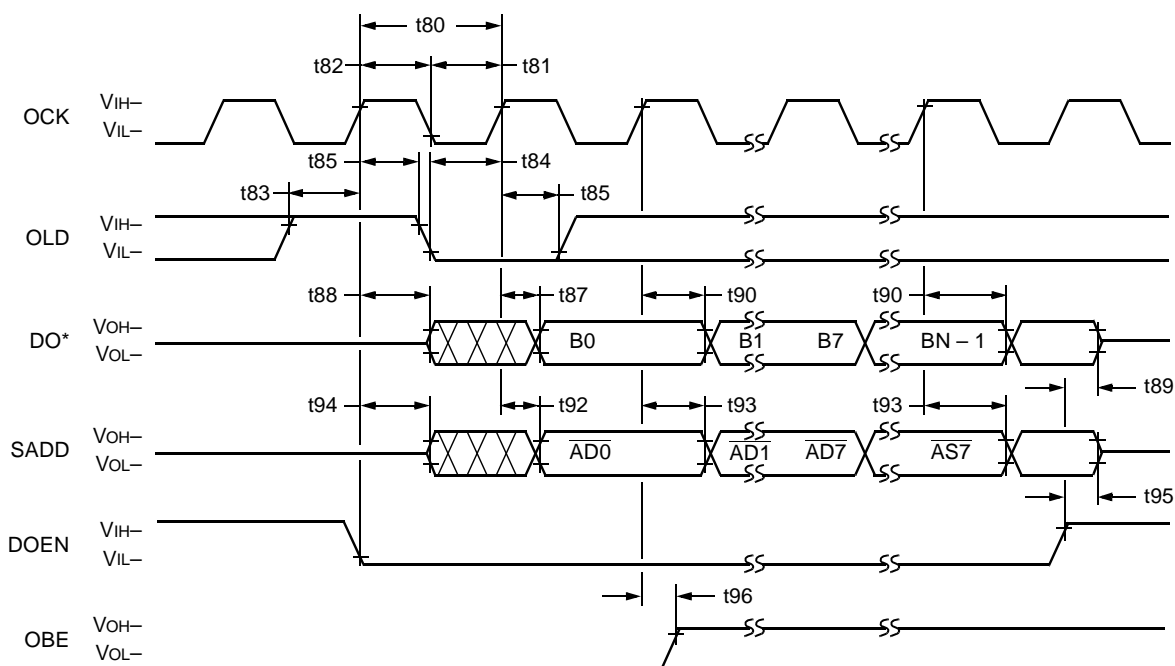 t80
t82 t81
OCK VIH–
VIL–
t85 t84
t83 t85
OLD VIH–
VIL–
t88 t87 t90 t90
DO* VOH–
VOL–
B0 B1 B7 BN – 1
t89
t94 t92 t93 t93
SADD VOH–
VOL–
AD0 AD1 AD7 AS7
t95
DOEN VIH–
VIL–
t96
OBE VOH–
VOL–